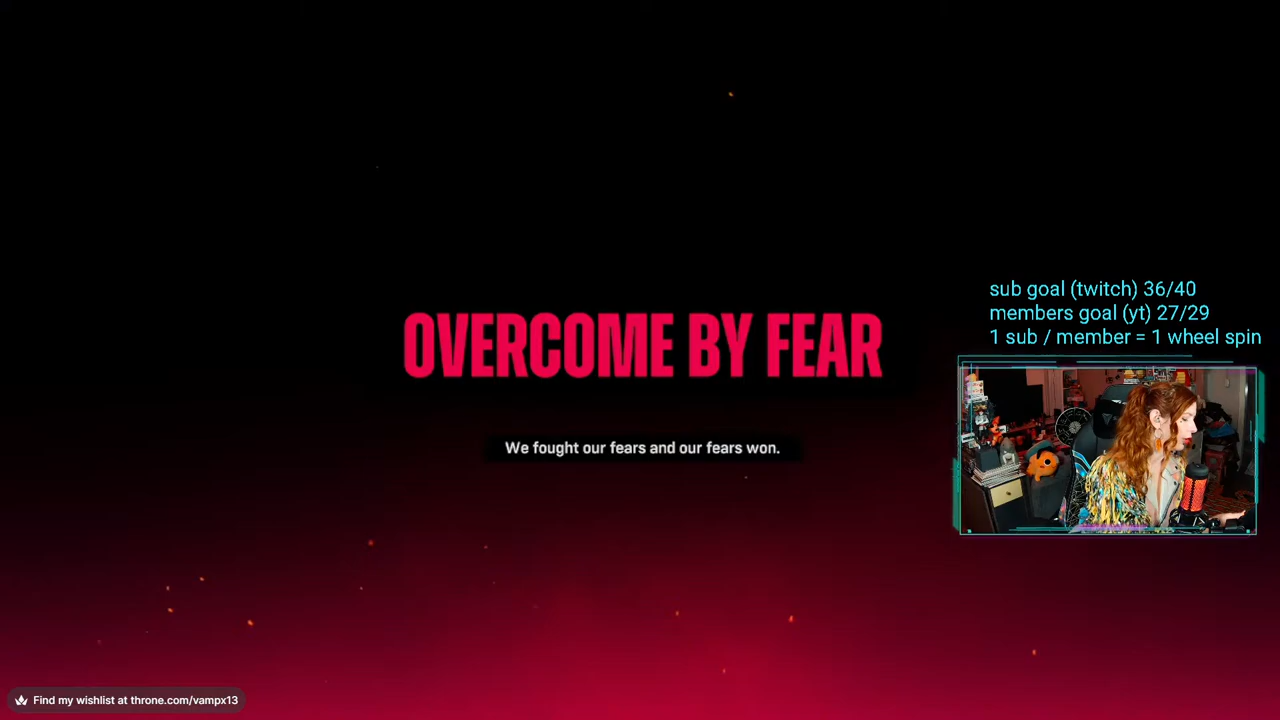 sub goal (twitch) 36/40
members goal (yt) 27/29
1 sub / member = 1 wheel spin
OVERCOME BY FEAR
We fought our fears and our fears won.
Find my wishlist at throne.com/vampx13